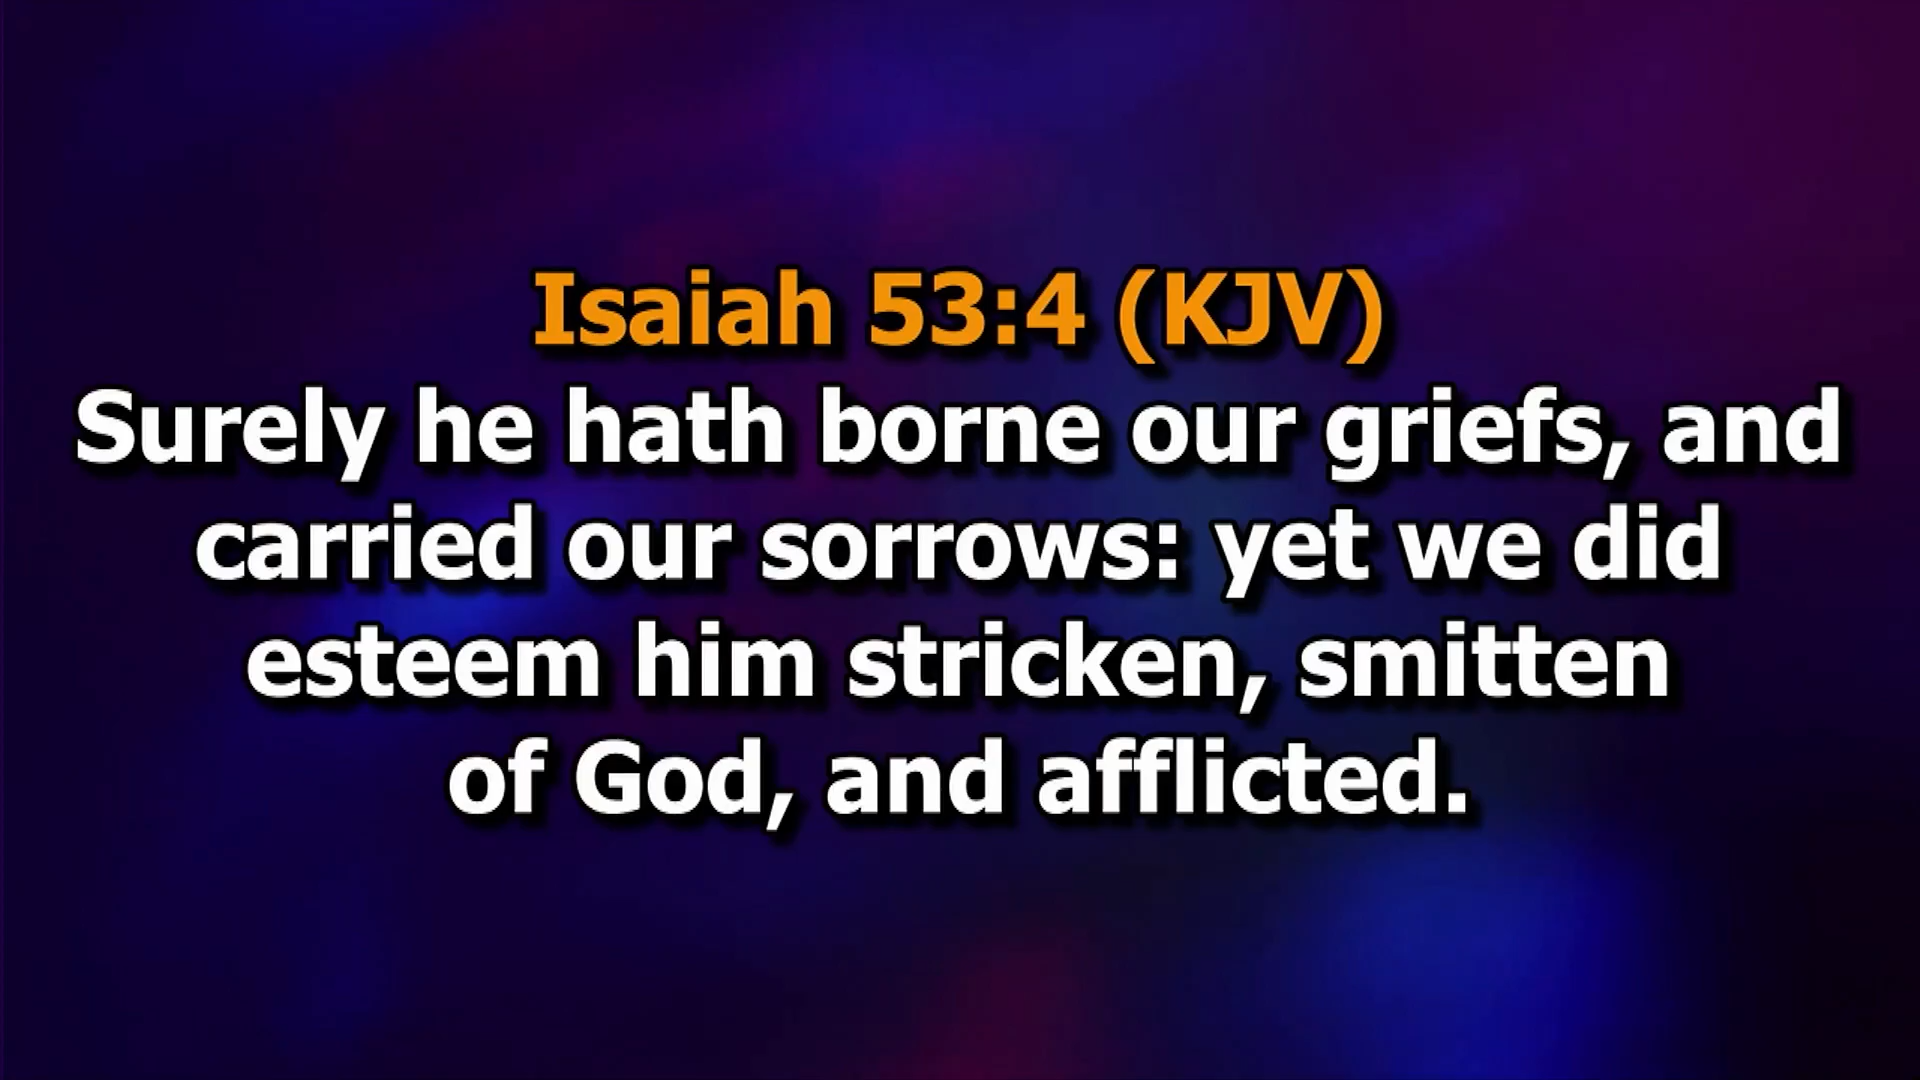 Isaiah 53:4 (KJV)
Surely he hath borne our griefs, and
carried our sorrows: yet we did
esteem him stricken, smitten
of God, and afflicted.